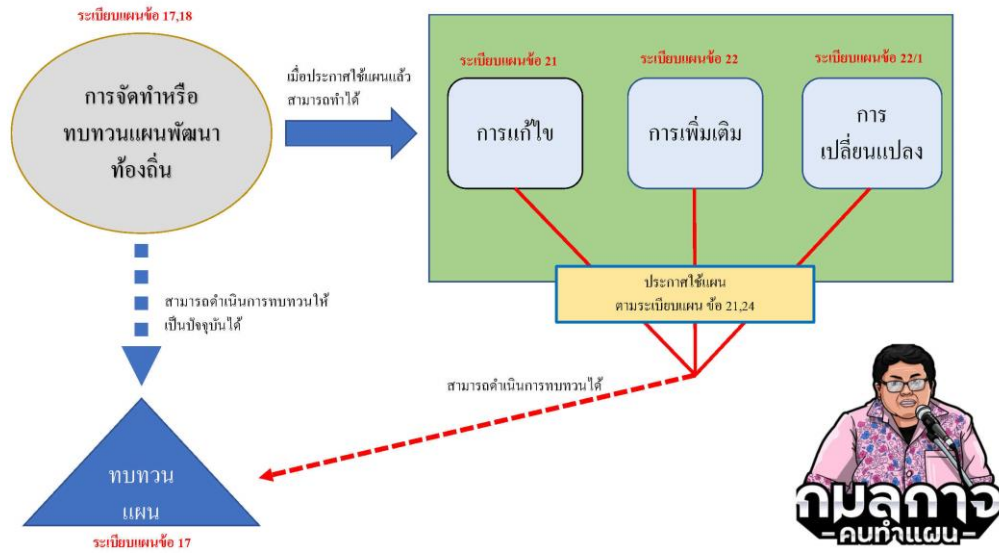 ระเบียบแผนข้อ 17,18
การจัดทำหรือ
ทบทวนแผนพัฒนา
ท้องถิ่น
เมื่อประกาศใช้แผนแล้ว
สามารถทำได้
ระเบียบแผนข้อ 21
ระเบียบแผนข้อ 22
ระเบียบแผนข้อ 22/1
การแก้ไข
การเพิ่มเติม
การ
เปลี่ยนแปลง
ประกาศใช้แผน
ตามระเบียบแผน ข้อ 21,24
สามารถดำเนินการทบทวนให้
เป็นปัจจุบันได้
สามารถดำเนินการทบทวนได้
ทบทวน
แผน
ระเบียบแผนข้อ 17
กมลกาจ
-คนทำแผน-